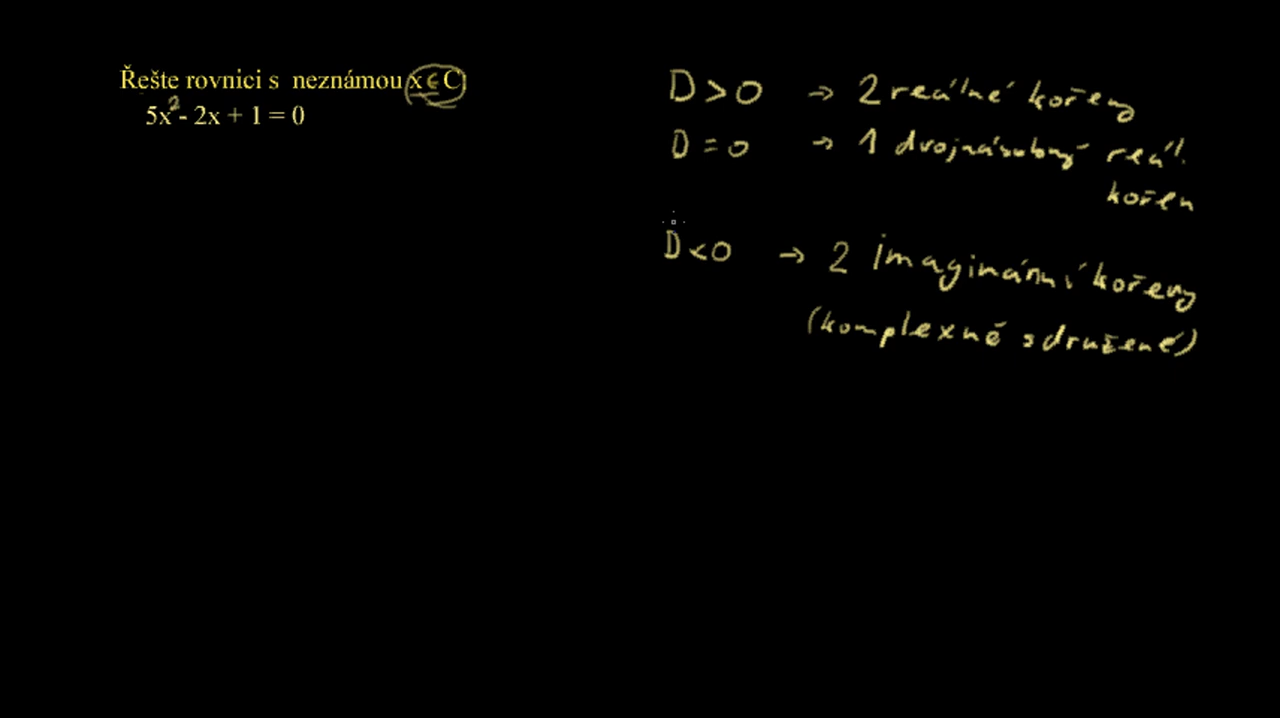 Řešte rovnici s neznámou x ∈ C
5x² - 2x + 1 = 0
D > 0 → 2 reálné kořeny
D = 0 → 1 dvojnásobný reál.
kořen
D < 0 → 2 imaginární kořeny
(komplexně sdružené)